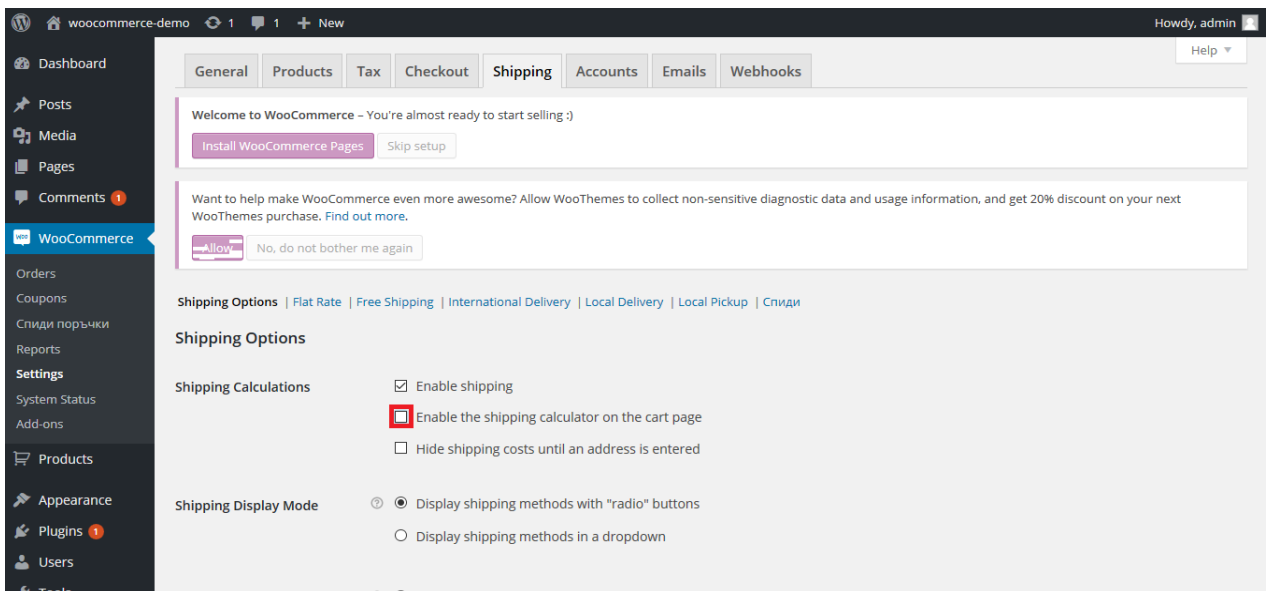 woocommerce-demo 1 1 + New Howdy, admin
Help
Dashboard
Posts
Media
Pages
Comments 1
WooCommerce
Orders
Coupons
Спиди поръчки
Reports
Settings
System Status
Add-ons
Products
Appearance
Plugins 1
Users
Tools
General Products Tax Checkout Shipping Accounts Emails Webhooks
Welcome to WooCommerce – You're almost ready to start selling :)
Install WooCommerce Pages Skip setup
Want to help make WooCommerce even more awesome? Allow WooThemes to collect non-sensitive diagnostic data and usage information, and get 20% discount on your next
WooThemes purchase. Find out more.
Allow No, do not bother me again
Shipping Options | Flat Rate | Free Shipping | International Delivery | Local Delivery | Local Pickup | Спиди
Shipping Options
Shipping Calculations Enable shipping
Enable the shipping calculator on the cart page
Hide shipping costs until an address is entered
Shipping Display Mode Display shipping methods with "radio" buttons
Display shipping methods in a dropdown